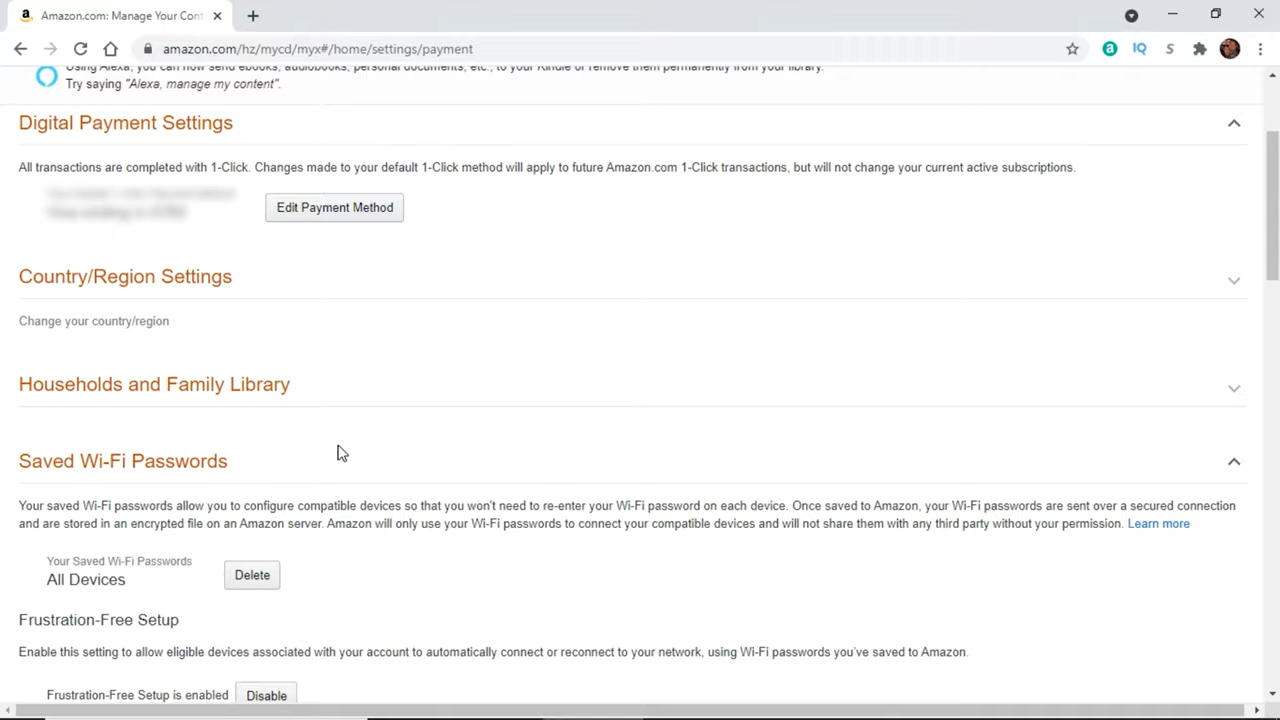 Amazon.com: Manage Your Cont
amazon.com/hz/mycd/myx#/home/settings/payment
Using Alexa, you can now send ebooks, audiobooks, personal documents, etc., to your Kindle or remove them permanently from your library.
Try saying "Alexa, manage my content".
Digital Payment Settings
All transactions are completed with 1-Click. Changes made to your default 1-Click method will apply to future Amazon.com 1-Click transactions, but will not change your current active subscriptions.
Edit Payment Method
Country/Region Settings
Change your country/region
Households and Family Library
Saved Wi-Fi Passwords
Your saved Wi-Fi passwords allow you to configure compatible devices so that you won't need to re-enter your Wi-Fi password on each device. Once saved to Amazon, your Wi-Fi passwords are sent over a secured connection
and are stored in an encrypted file on an Amazon server. Amazon will only use your Wi-Fi passwords to connect your compatible devices and will not share them with any third party without your permission. Learn more
Your Saved Wi-Fi Passwords
All Devices
Delete
Frustration-Free Setup
Enable this setting to allow eligible devices associated with your account to automatically connect or reconnect to your network, using Wi-Fi passwords you've saved to Amazon.
Frustration-Free Setup is enabled
Disable